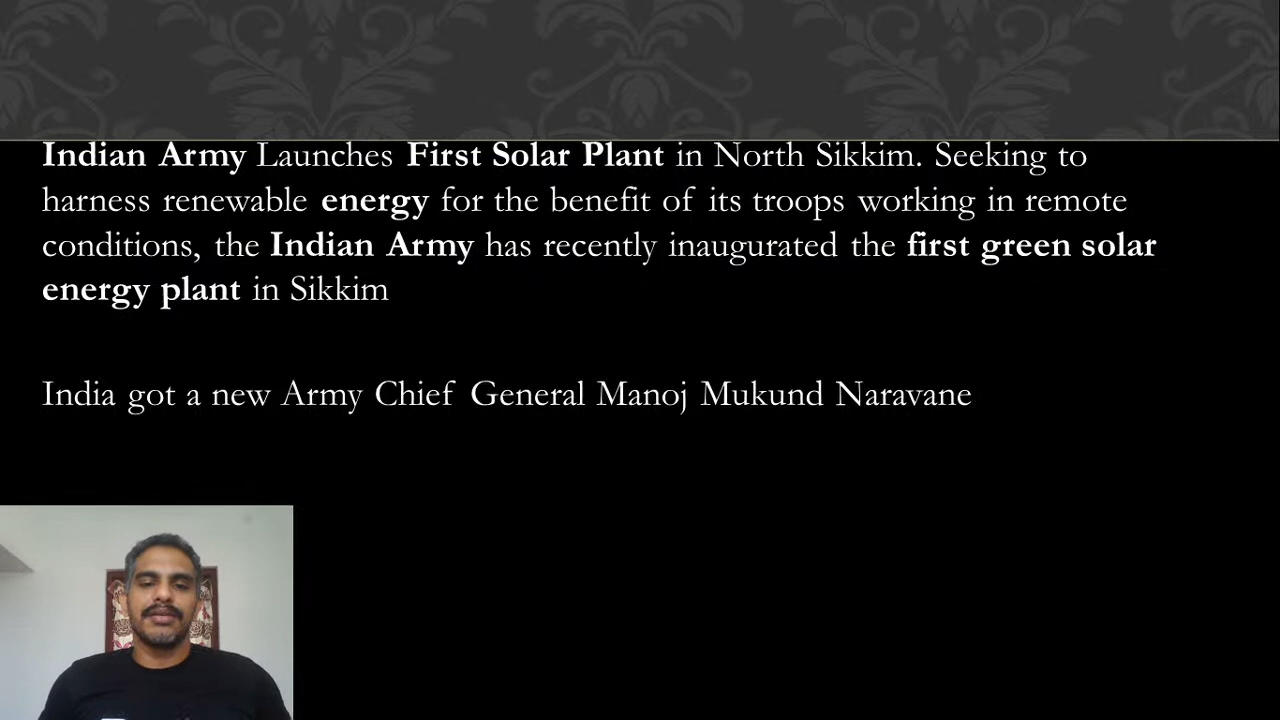 Indian Army Launches First Solar Plant in North Sikkim. Seeking to
harness renewable energy for the benefit of its troops working in remote
conditions, the Indian Army has recently inaugurated the first green solar
energy plant in Sikkim
India got a new Army Chief General Manoj Mukund Naravane